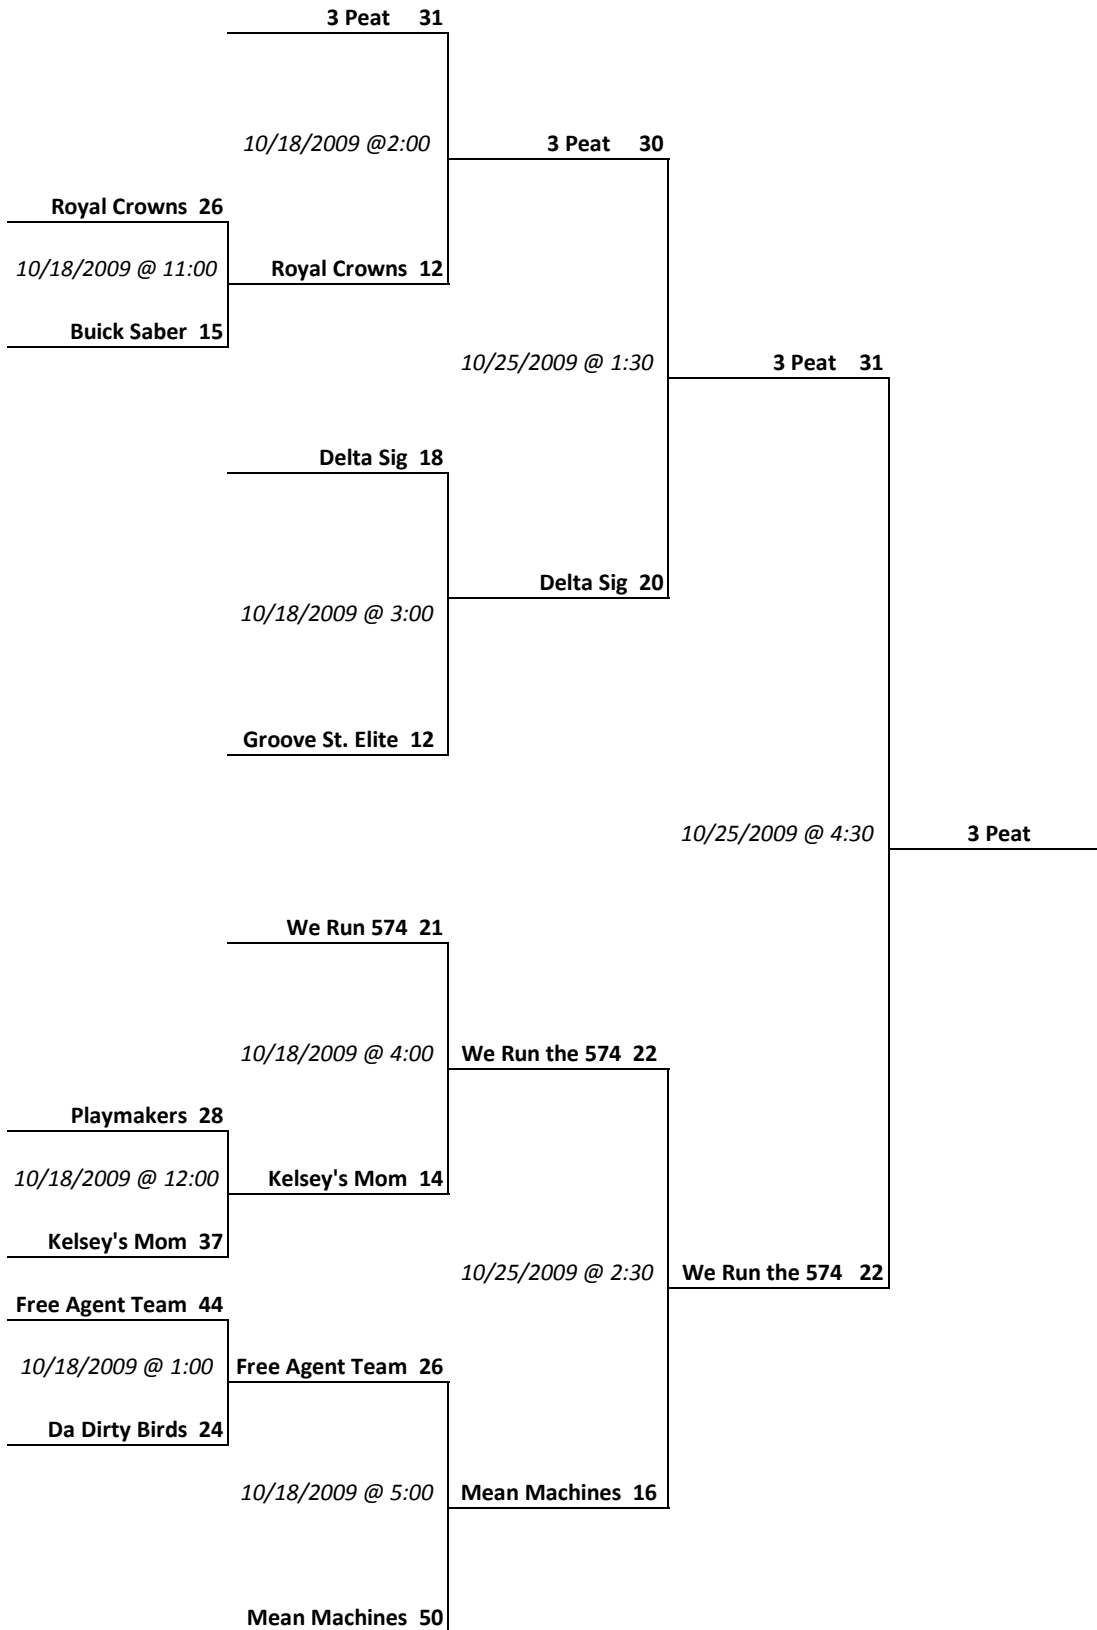 3 Peat 31
10/18/2009 @2:00
3 Peat 30
Royal Crowns 26
10/18/2009 @ 11:00
Royal Crowns 12
Buick Saber 15
10/25/2009 @ 1:30
3 Peat 31
Delta Sig 18
Delta Sig 20
10/18/2009 @ 3:00
Groove St. Elite 12
10/25/2009 @ 4:30
3 Peat
We Run 574 21
10/18/2009 @ 4:00
We Run the 574 22
Playmakers 28
10/18/2009 @ 12:00
Kelsey's Mom 14
Kelsey's Mom 37
10/25/2009 @ 2:30
We Run the 574 22
Free Agent Team 44
10/18/2009 @ 1:00
Free Agent Team 26
Da Dirty Birds 24
10/18/2009 @ 5:00
Mean Machines 16
Mean Machines 50